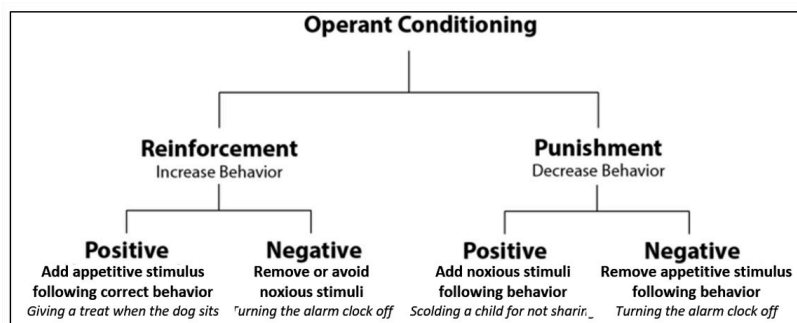 Operant Conditioning
Reinforcement
Increase Behavior
Punishment
Decrease Behavior
Positive
Add appetitive stimulus
following correct behavior
Giving a treat when the dog sits
Negative
Remove or avoid
noxious stimuli
Turning the alarm clock off
Positive
Add noxious stimuli
following behavior
Scolding a child for not sharin
Negative
Remove appetitive stimulus
following behavior
Turning the alarm clock off